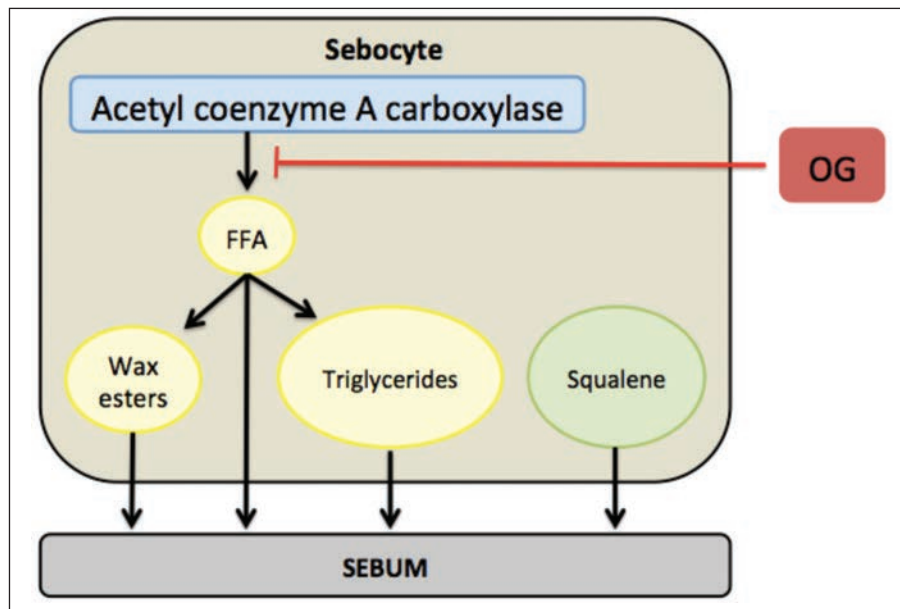 Sebocyte
Acetyl coenzyme A carboxylase
OG
FFA
Wax
esters
Triglycerides
Squalene
SEBUM